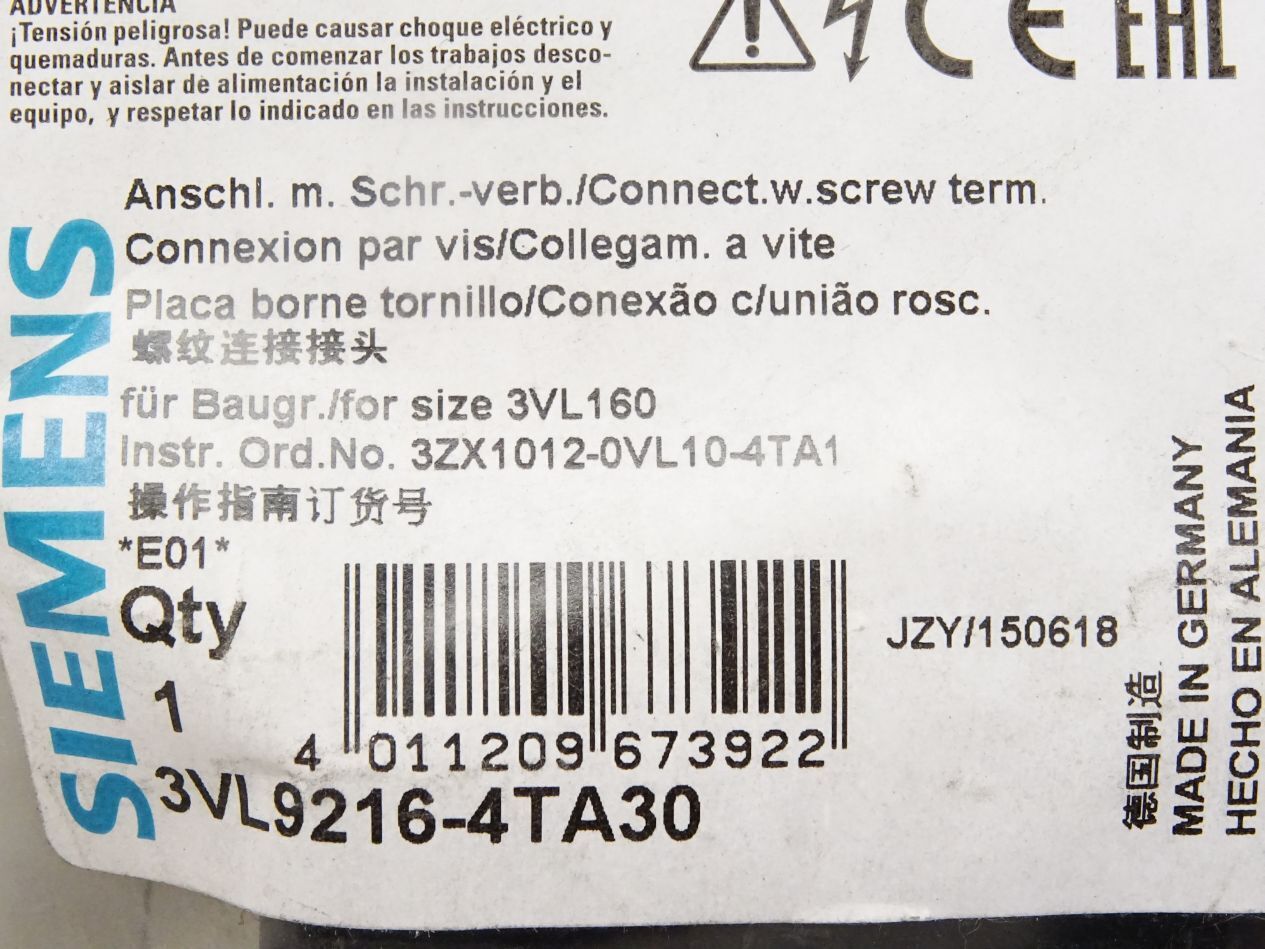 ADVERTENCIA
¡Tensión peligrosa! Puede causar choque eléctrico y
quemaduras. Antes de comenzar los trabajos desco-
nectar y aislar de alimentación la instalación y el
equipo, y respetar lo indicado en las instrucciones.
CE EAC
SIEMENS
Anschl. m. Schr.-verb./Connect.w.screw term.
Connexion par vis/Collegam. a vite
Placa borne tornillo/Conexão c/união rosc.
螺纹连接接头
für Baugr./for size 3VL160
Instr. Ord.No. 3ZX1012-0VL10-4TA1
操作指南订货号
*E01*
Qty
1
4 011209 673922
3VL9216-4TA30
JZY/150618
德国制造
MADE IN GERMANY
HECHO EN ALEMANIA